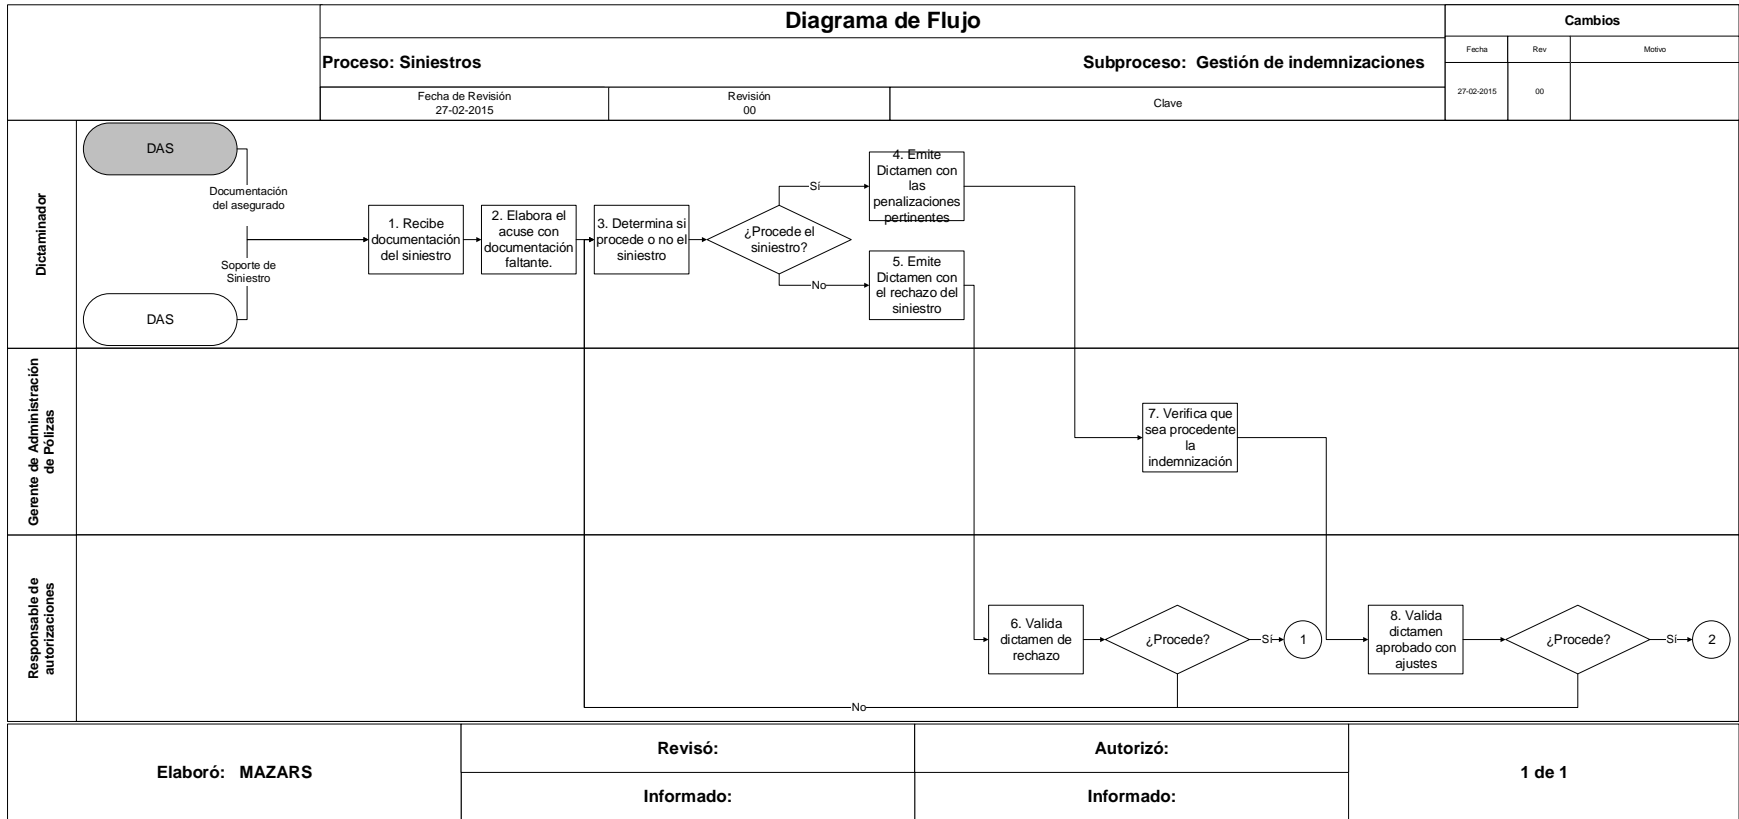 Diagrama de Flujo
Cambios
Proceso: Siniestros
Subproceso: Gestión de indemnizaciones
Fecha
Rev
Motivo
27-02-2015
00
Fecha de Revisión
27-02-2015
Revisión
00
Clave
Dictaminador
DAS
Documentación
del asegurado
Soporte de
Siniestro
DAS
1. Recibe
documentación
del siniestro
2. Elabora el
acuse con
documentación
faltante.
3. Determina si
procede o no el
siniestro
¿Procede el
siniestro?
Sí
No
4. Emite
Dictamen con
las
penalizaciones
pertinentes
5. Emite
Dictamen con
el rechazo del
siniestro
Gerente de Administración
de Pólizas
7. Verifica que
sea procedente
la
indemnización
Responsable de
autorizaciones
6. Valida
dictamen de
rechazo
¿Procede?
Sí
1
8. Valida
dictamen
aprobado con
ajustes
¿Procede?
Sí
2
No
Elaboró: MAZARS
Revisó:
Autorizó:
1 de 1
Informado:
Informado: